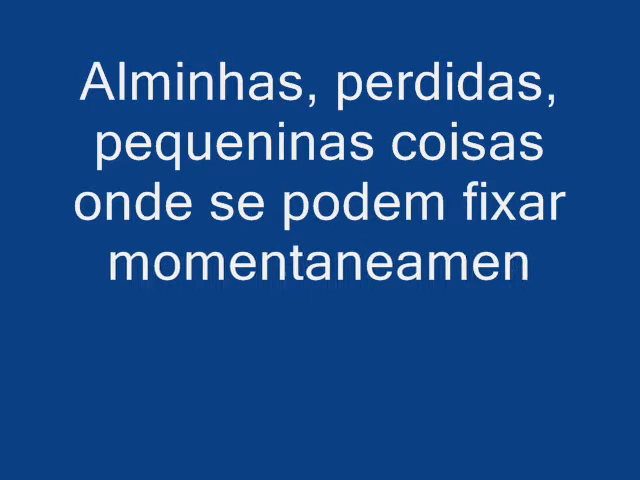 Alminhas, perdidas,
pequeninas coisas
onde se podem fixar
momentaneamen